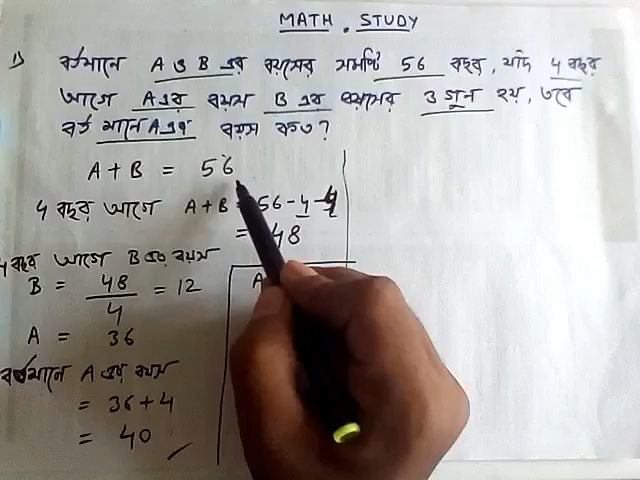 MATH . STUDY
1) বর্তমানে A ও B এর বয়সের সমষ্টি 56 বছর, যদি 4 বছর
আগে A এর বয়স B এর বয়সের 3 গুন হয়, তবে
বর্তমানে A এর বয়স কত?
A + B = 56
4 বছর আগে A + B = 56 - 4 - 4
= 48
4 বছর আগে B এর বয়স
B = 48/4 = 12
A = 36
বর্তমানে A এর বয়স
= 36 + 4
= 40